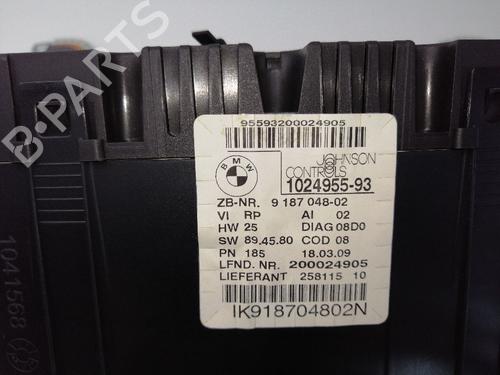 95593200024905
BMW
JOHNSON
CONTROLS
1024955-93
ZB-NR. 9 187 048-02
VI RP AI 02
HW 25 DIAG 08D0
SW 89.45.80 COD 08
PN 185 18.03.09
LFND. NR. 200024905
LIEFERANT 258115 10
IK918704802N
1041568
B-PARTS